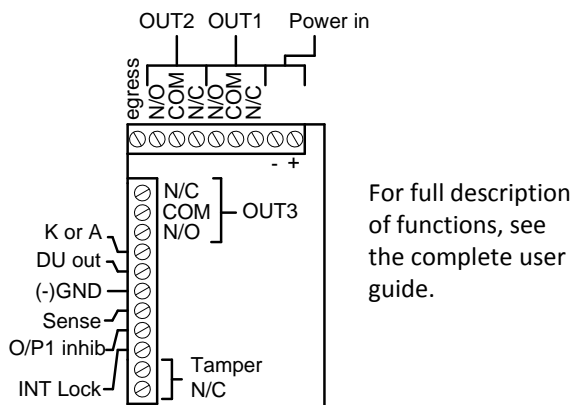 OUT2 OUT1 Power in
egress N/O COM N/C N/O COM N/C
- +
N/C
COM OUT3
N/O
K or A
DU out
(-)GND
Sense
O/P1 inhib
INT Lock
Tamper
N/C
For full description
of functions, see
the complete user
guide.